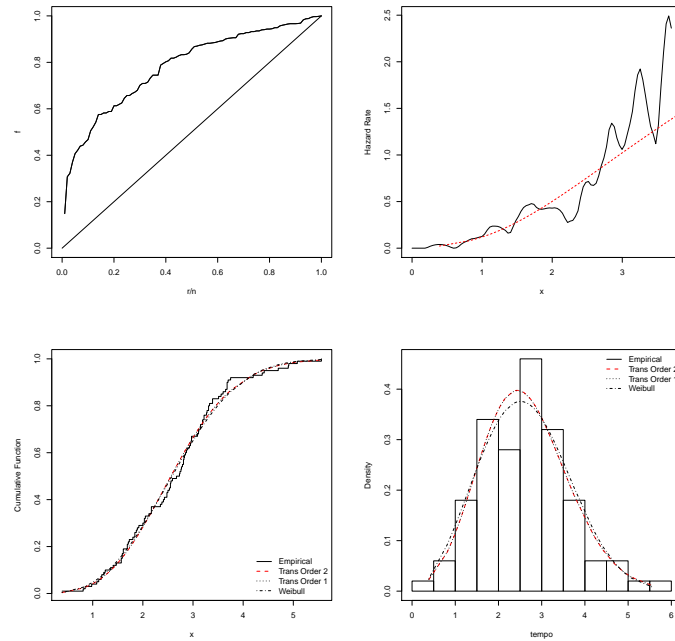 1.0
0.8
0.6
0.4
0.2
0.0
f
0.0 0.2 0.4 0.6 0.8 1.0
r/n
2.5
2.0
1.5
1.0
0.5
0.0
Hazard Rate
0 1 2 3
x
1.0
0.8
0.6
0.4
0.2
0.0
Cumulative Function
Empirical
Trans Order 2
Trans Order 1
Weibull
1 2 3 4 5
x
0.4
0.3
0.2
0.1
0.0
Density
Empirical
Trans Order 2
Trans Order 1
Weibull
0 1 2 3 4 5 6
tempo